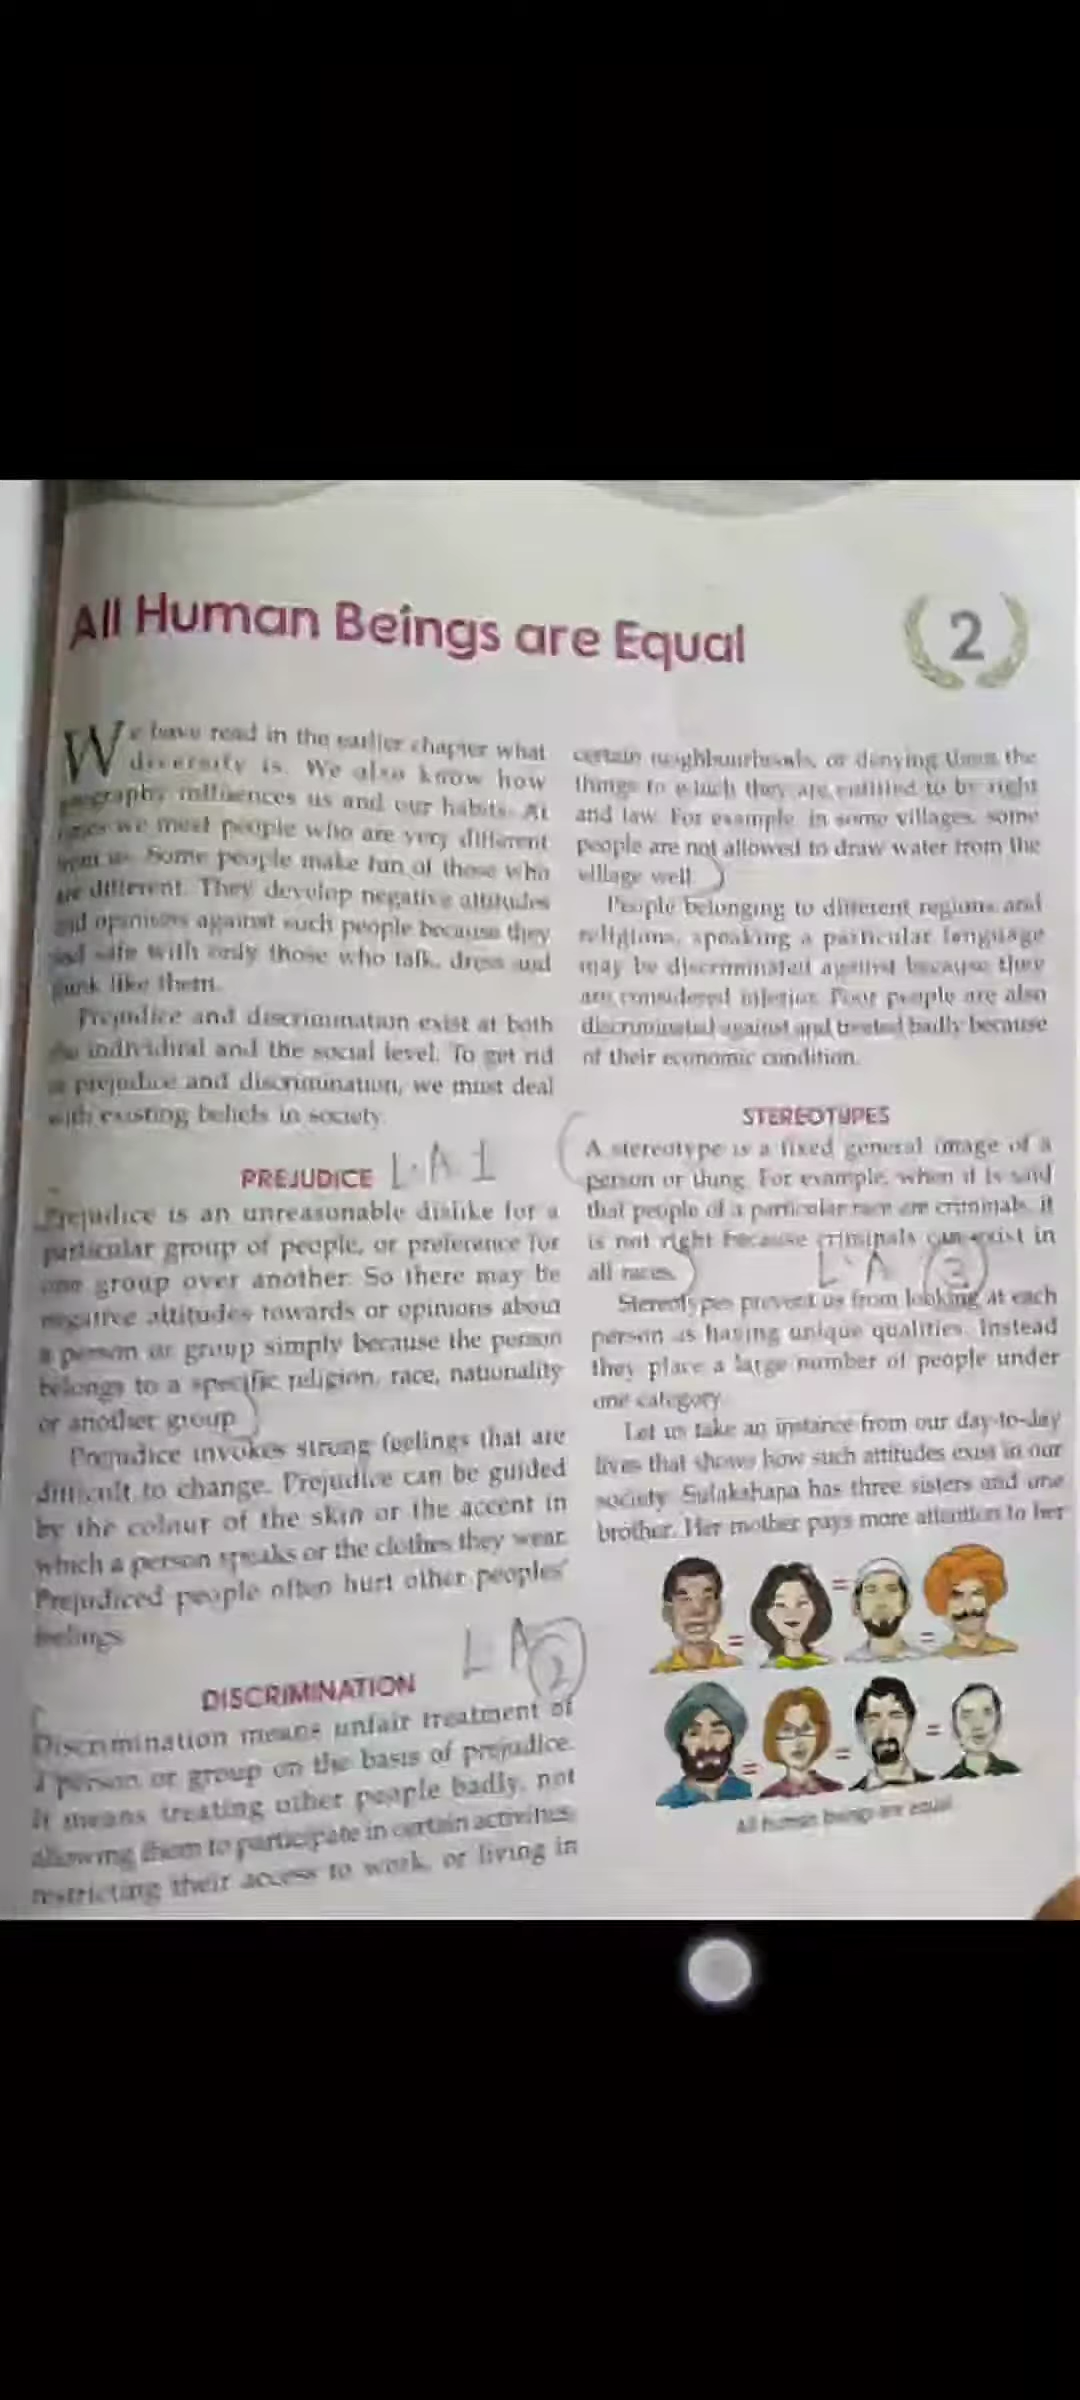 All Human Beings are Equal
2
We have read in the earlier chapter what
diversity is. We also know how
geography influences us and our habits. At
times we meet people who are very different
from us. Some people make fun of those who
are different. They develop negative attitudes
and opinions against such people because they
feel safe with only those who talk, dress and
think like them.
Prejudice and discrimination exist at both
the individual and the social level. To get rid
of prejudice and discrimination, we must deal
with existing beliefs in society.
PREJUDICE L.A 1
Prejudice is an unreasonable dislike for a
particular group of people, or preference for
one group over another. So there may be
negative attitudes towards or opinions about
a person or group simply because the person
belongs to a specific religion, race, nationality
or another group.
Prejudice invokes strong feelings that are
difficult to change. Prejudice can be guided
by the colour of the skin or the accent in
which a person speaks or the clothes they wear.
Prejudiced people often hurt other peoples'
feelings.
L A 2
DISCRIMINATION
Discrimination means unfair treatment of
a person or group on the basis of prejudice.
It means treating other people badly, not
allowing them to participate in certain activities,
restricting their access to work, or living in
certain neighbourhoods, or denying them the
things to which they are entitled to by right
and law. For example, in some villages, some
people are not allowed to draw water from the
village well.
People belonging to different regions and
religions, speaking a particular language
may be discriminated against because they
are considered inferior. Poor people are also
discriminated against and treated badly because
of their economic condition.
STEREOTYPES
A stereotype is a fixed general image of a
person or thing. For example, when it is said
that people of a particular race are criminals, it
is not right because criminals can exist in
all races.
L.A 3
Stereotypes prevent us from looking at each
person as having unique qualities. Instead
they place a large number of people under
one category.
Let us take an instance from our day-to-day
lives that shows how such attitudes exist in our
society. Sulakshana has three sisters and one
brother. Her mother pays more attention to her
= = =
= = =
All human beings are equal